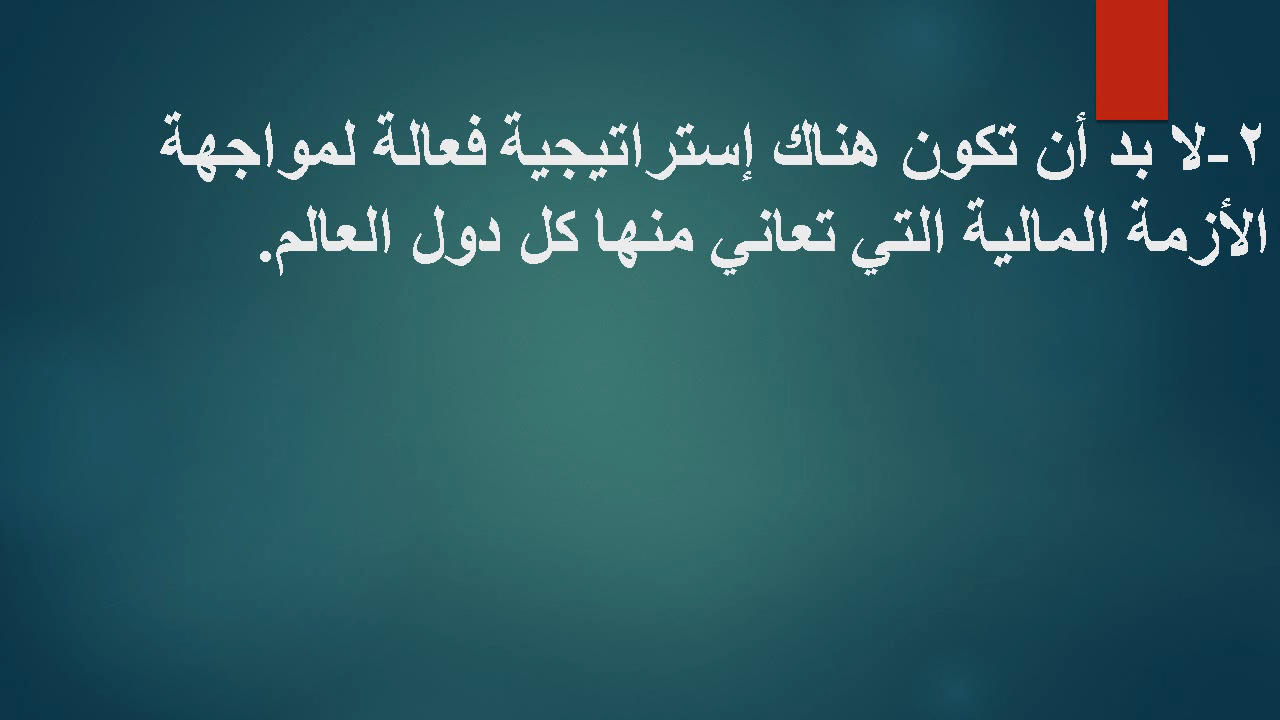 ٢-لا بد أن تكون هناك إستراتيجية فعالة لمواجهة
الأزمة المالية التي تعاني منها كل دول العالم.